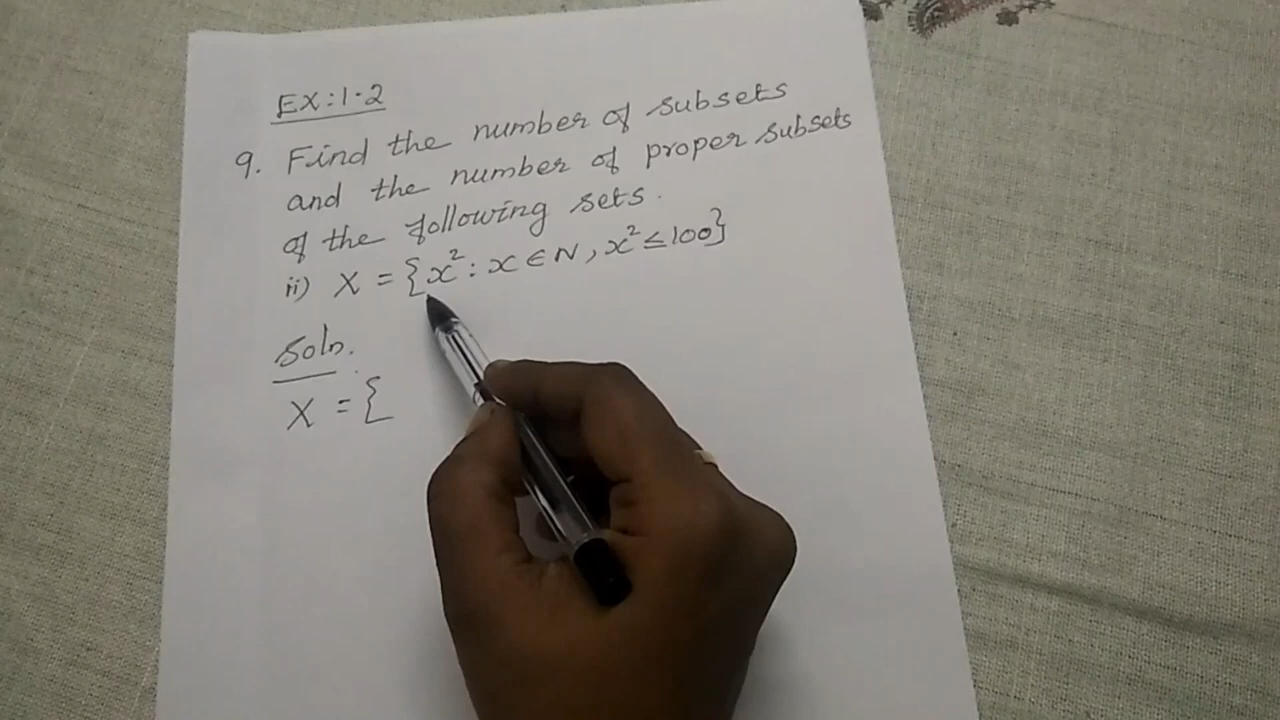 EX:1.2
9. Find the number of subsets
and the number of proper subsets
of the following sets.
ii) X = {x² : x ∈ N, x² ≤ 100}
Soln.
X = {